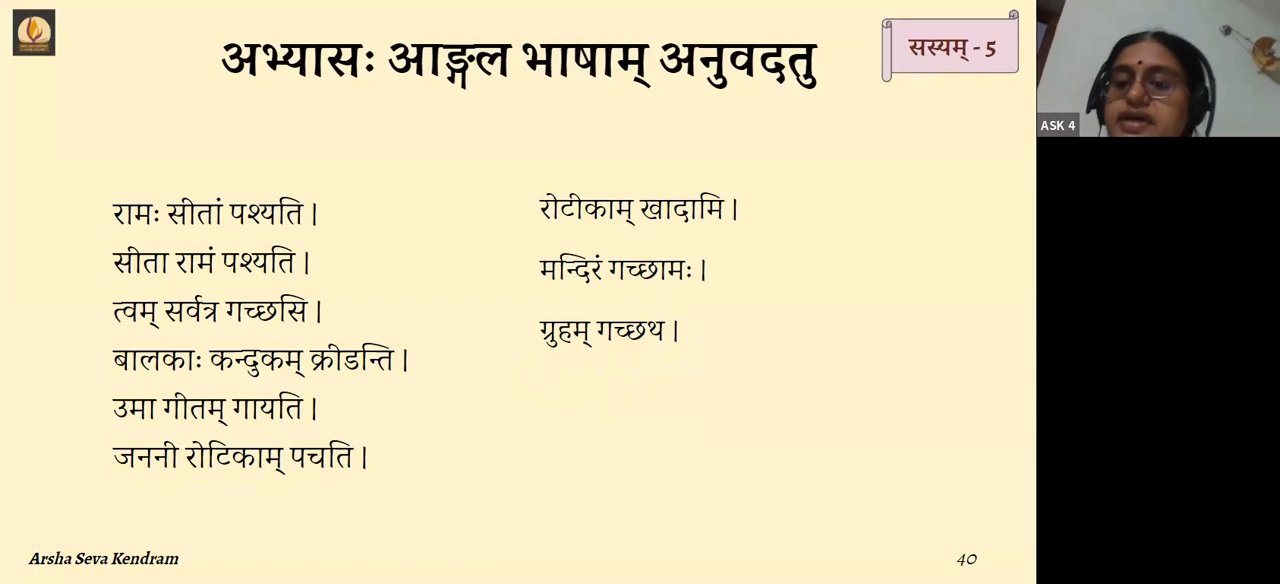 अभ्यासः आङ्गल भाषाम् अनुवदतु
सस्यम् - 5
ASK 4
रामः सीतां पश्यति |
सीता रामं पश्यति |
त्वम् सर्वत्र गच्छसि |
बालकाः कन्दुकम् क्रीडन्ति |
उमा गीतम् गायति |
जननी रोटिकाम् पचति |
रोटीकाम् खादामि |
मन्दिरं गच्छामः |
ग्रुहम् गच्छथ |
Arsha Seva Kendram
40